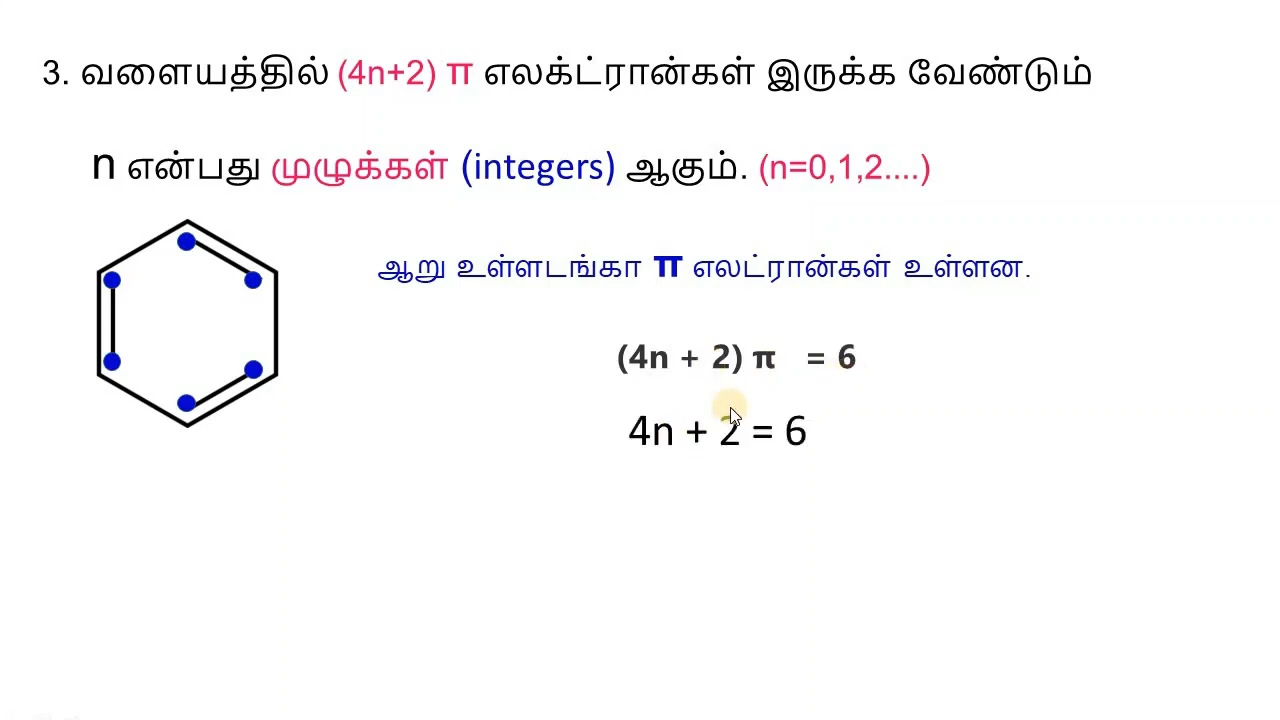 3. வளையத்தில் (4n+2) π எலக்ட்ரான்கள் இருக்க வேண்டும்
n என்பது முழுக்கள் (integers) ஆகும். (n=0,1,2....)
ஆறு உள்ளடங்கா π எலட்ரான்கள் உள்ளன.
(4n + 2) π = 6
4n + 2 = 6